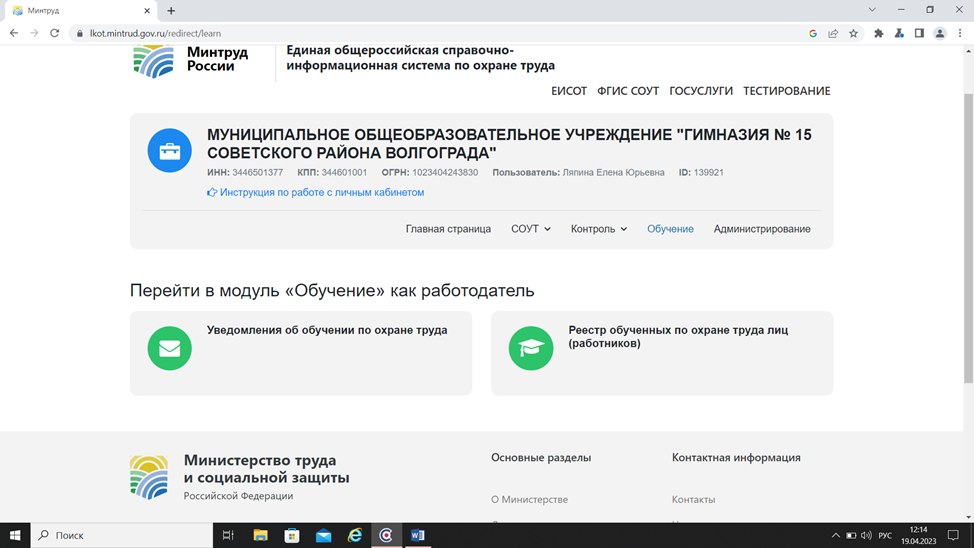 Минтруд
lkot.mintrud.gov.ru/redirect/learn
Минтруд
России
Единая общероссийская справочно-
информационная система по охране труда
ЕИСОТ ФГИС СОУТ ГОСУСЛУГИ ТЕСТИРОВАНИЕ
МУНИЦИПАЛЬНОЕ ОБЩЕОБРАЗОВАТЕЛЬНОЕ УЧРЕЖДЕНИЕ "ГИМНАЗИЯ № 15
СОВЕТСКОГО РАЙОНА ВОЛГОГРАДА"
ИНН: 3446501377 КПП: 344601001 ОГРН: 1023404243830 Пользователь: Ляпина Елена Юрьевна ID: 139921
Инструкция по работе с личным кабинетом
Главная страница СОУТ Контроль Обучение Администрирование
Перейти в модуль «Обучение» как работодатель
Уведомления об обучении по охране труда
Реестр обученных по охране труда лиц
(работников)
Министерство труда
и социальной защиты
Российской Федерации
Основные разделы
О Министерстве
Контактная информация
Контакты
Поиск
РУС
12:14
19.04.2023